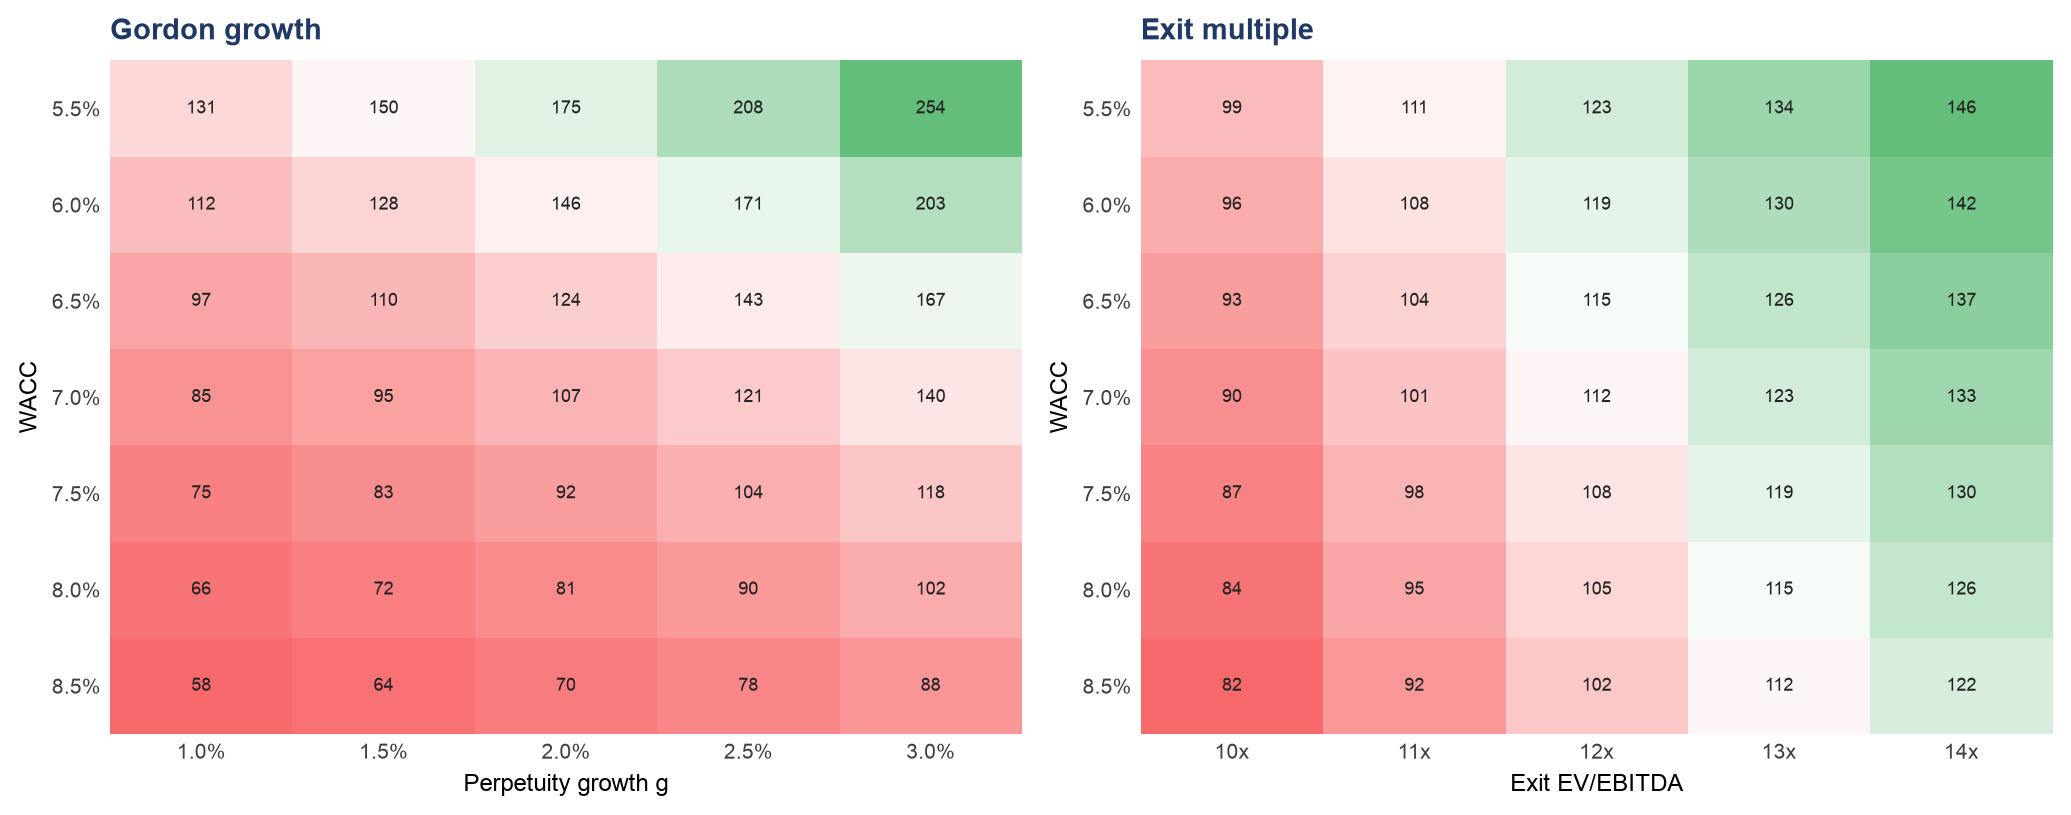 Gordon growth
5.5% 131 150 175 208 254
6.0% 112 128 146 171 203
6.5% 97 110 124 143 167
7.0% 85 95 107 121 140
7.5% 75 83 92 104 118
8.0% 66 72 81 90 102
8.5% 58 64 70 78 88
1.0% 1.5% 2.0% 2.5% 3.0%
WACC
Perpetuity growth g
Exit multiple
5.5% 99 111 123 134 146
6.0% 96 108 119 130 142
6.5% 93 104 115 126 137
7.0% 90 101 112 123 133
7.5% 87 98 108 119 130
8.0% 84 95 105 115 126
8.5% 82 92 102 112 122
10x 11x 12x 13x 14x
WACC
Exit EV/EBITDA